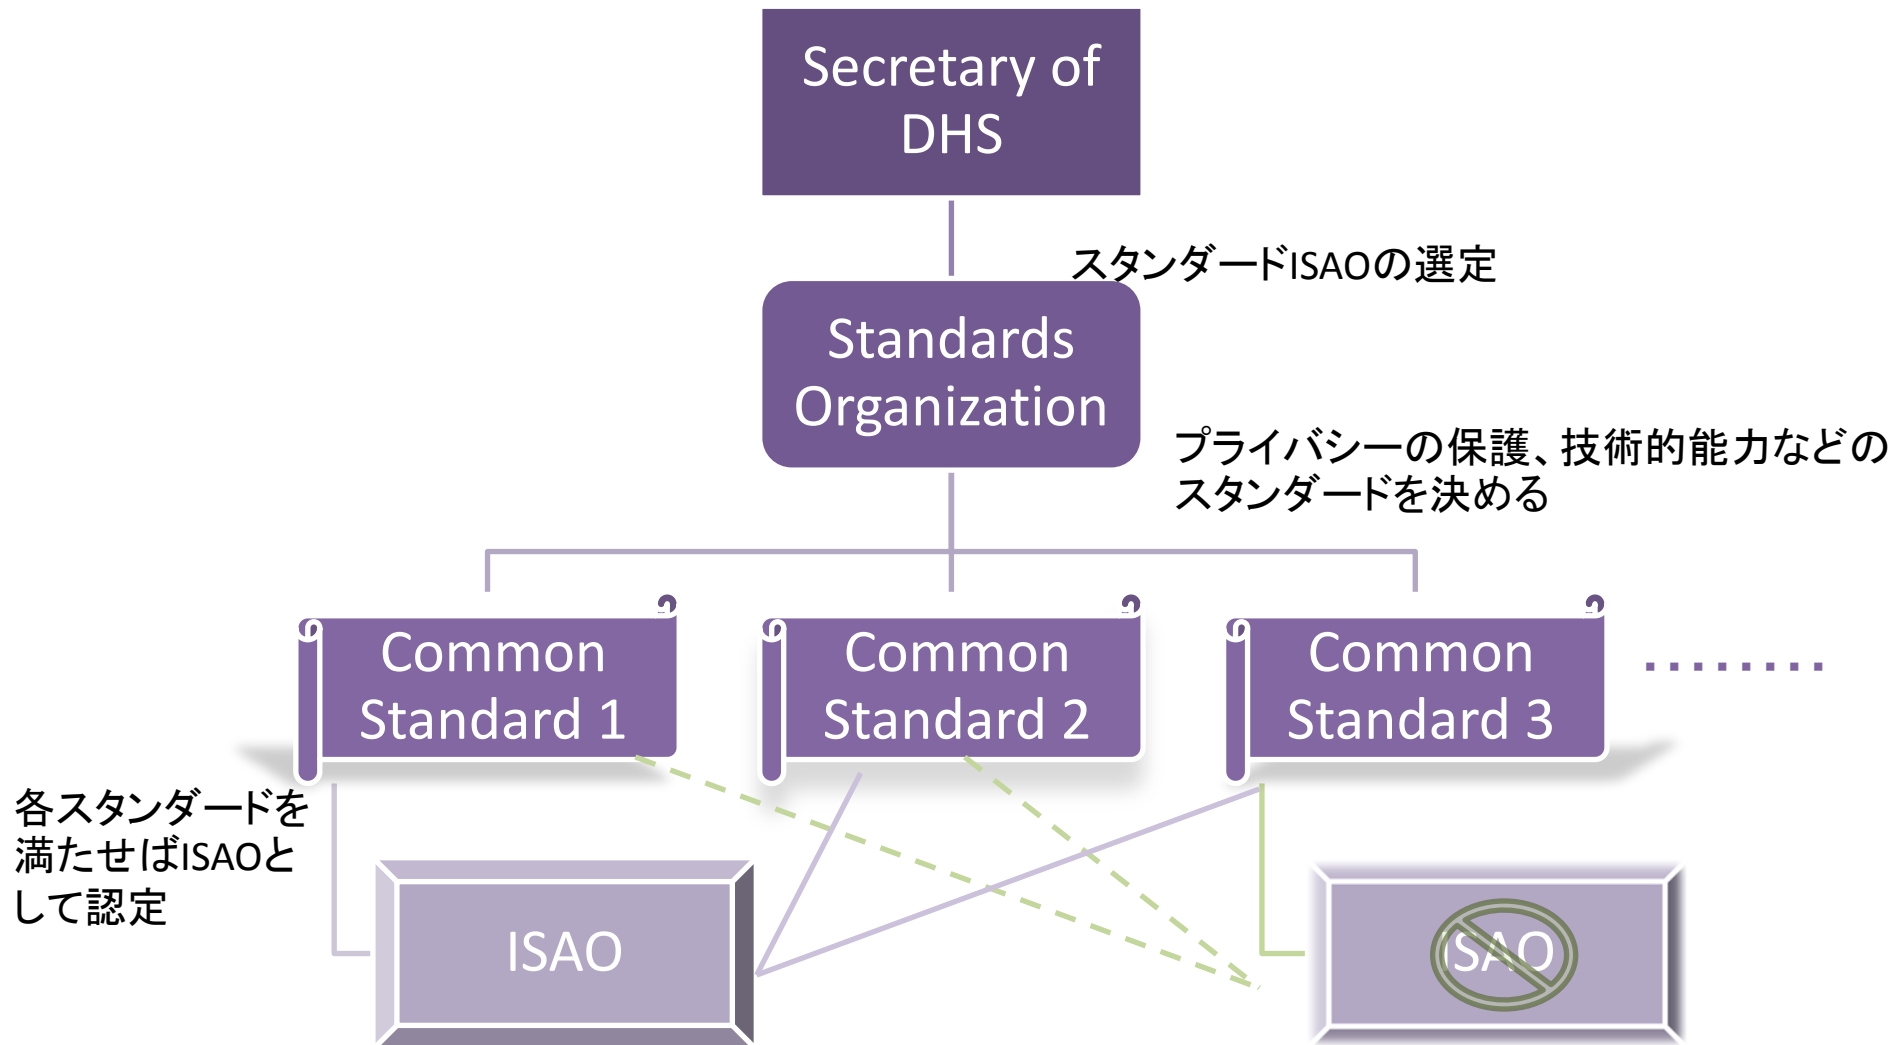 Secretary of
DHS
スタンダードISAOの選定
Standards
Organization
プライバシーの保護、技術的能力などの
スタンダードを決める
Common
Standard 1
Common
Standard 2
Common
Standard 3
........
各スタンダードを
満たせばISAOと
して認定
ISAO
ISAO